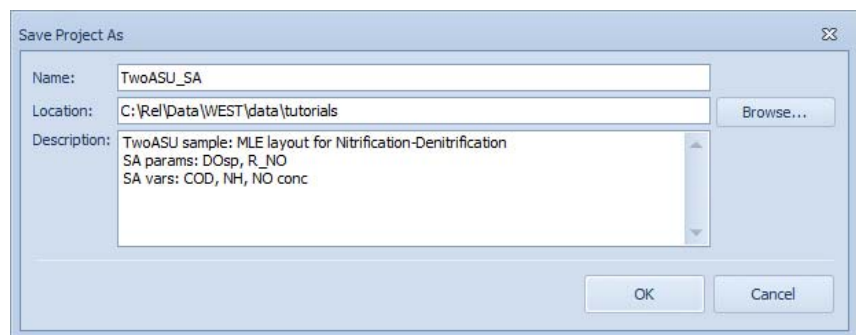 Save Project As
Name: TwoASU_SA
Location: C:\Rel\Data\WEST\data\tutorials Browse...
Description: TwoASU sample: MLE layout for Nitrification-Denitrification
SA params: DOsp, R_NO
SA vars: COD, NH, NO conc
OK Cancel